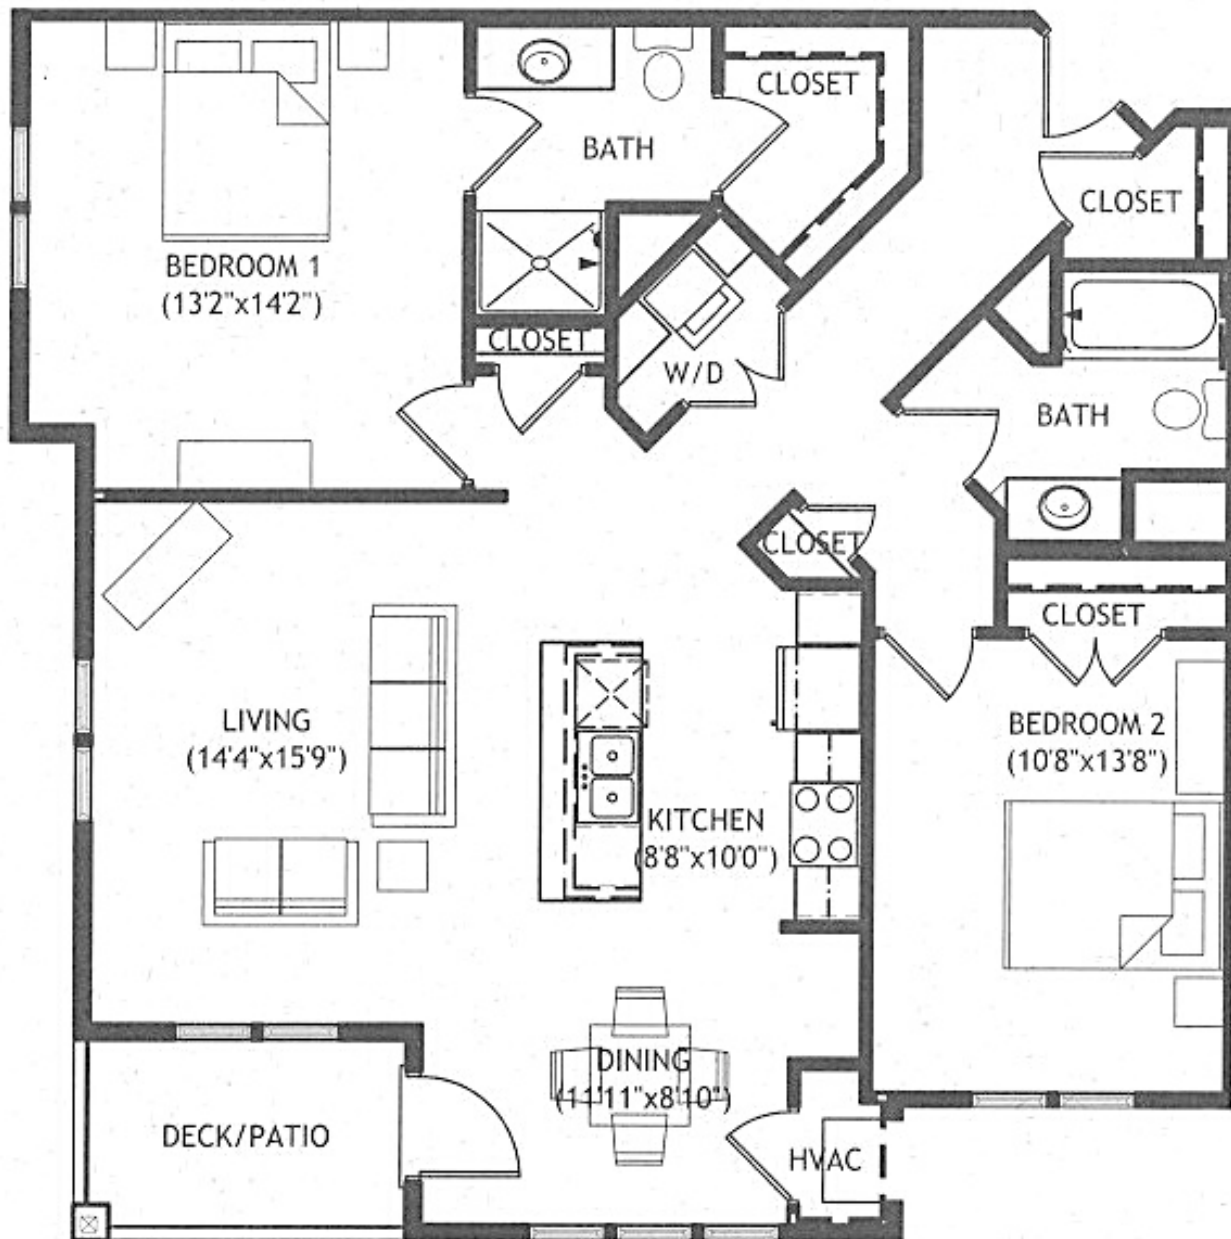 CLOSET
BATH
CLOSET
BEDROOM 1
(13'2"x14'2")
CLOSET
W/D
BATH
CLOSET
CLOSET
LIVING
(14'4"x15'9")
BEDROOM 2
(10'8"x13'8")
KITCHEN
(8'8"x10'0")
DINING
(11'11"x8'10")
DECK/PATIO
HVAC